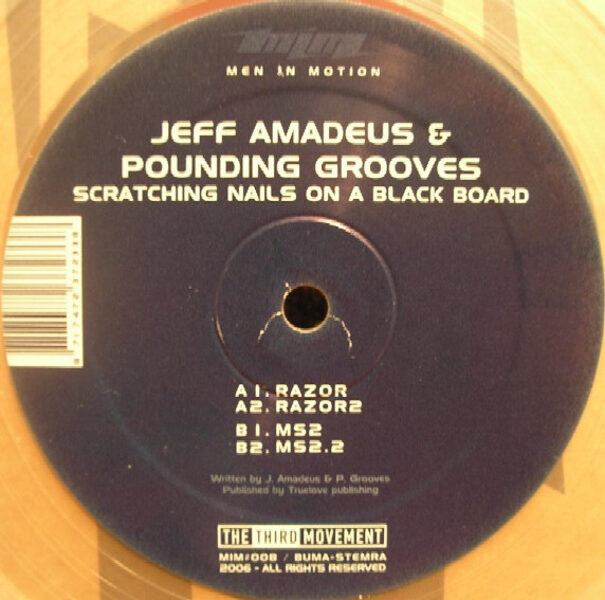 mim
MEN IN MOTION
JEFF AMADEUS &
POUNDING GROOVES
SCRATCHING NAILS ON A BLACK BOARD
A1. RAZOR
A2. RAZOR2
B1. MS2
B2. MS2.2
Written by J. Amadeus & P. Grooves
Published by Truelove publishing
THE THIRD MOVEMENT
MIM#008 / BUMA-STEMRA
2006 - ALL RIGHTS RESERVED